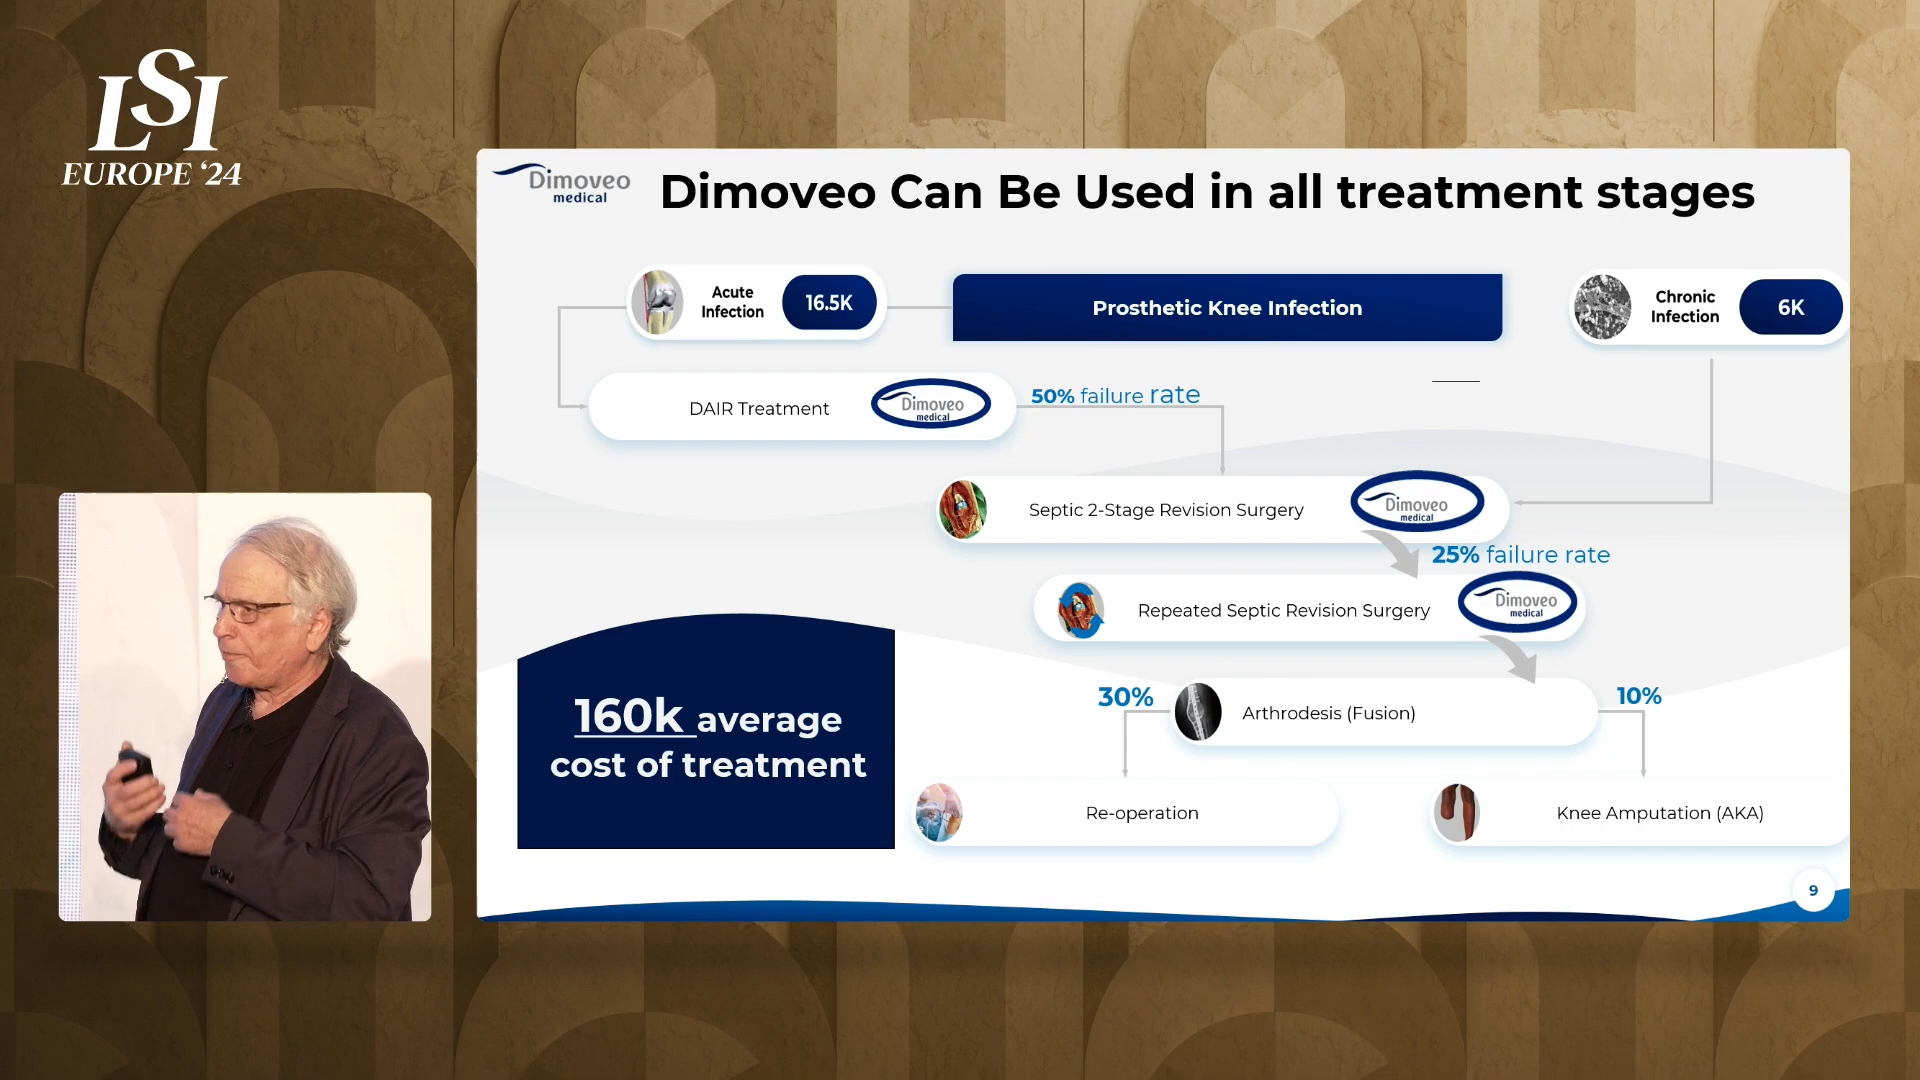 LSI
EUROPE ‘24
Dimoveo
medical
Dimoveo Can Be Used in all treatment stages
Acute
Infection
16.5K
Prosthetic Knee Infection
Chronic
Infection
6K
DAIR Treatment
Dimoveo
medical
50% failure rate
Septic 2-Stage Revision Surgery
Dimoveo
medical
25% failure rate
Repeated Septic Revision Surgery
Dimoveo
medical
160k average
cost of treatment
30%
Arthrodesis (Fusion)
10%
Re-operation
Knee Amputation (AKA)
9